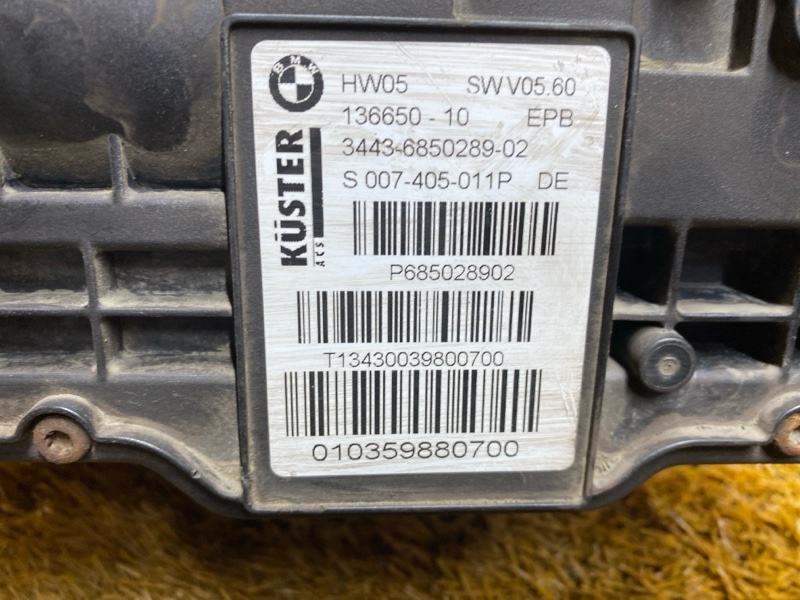 BMW
HW05 SW V05.60
136650 - 10 EPB
3443-6850289-02
S 007-405-011P DE
KÜSTER
ACS
P685028902
T13430039800700
010359880700